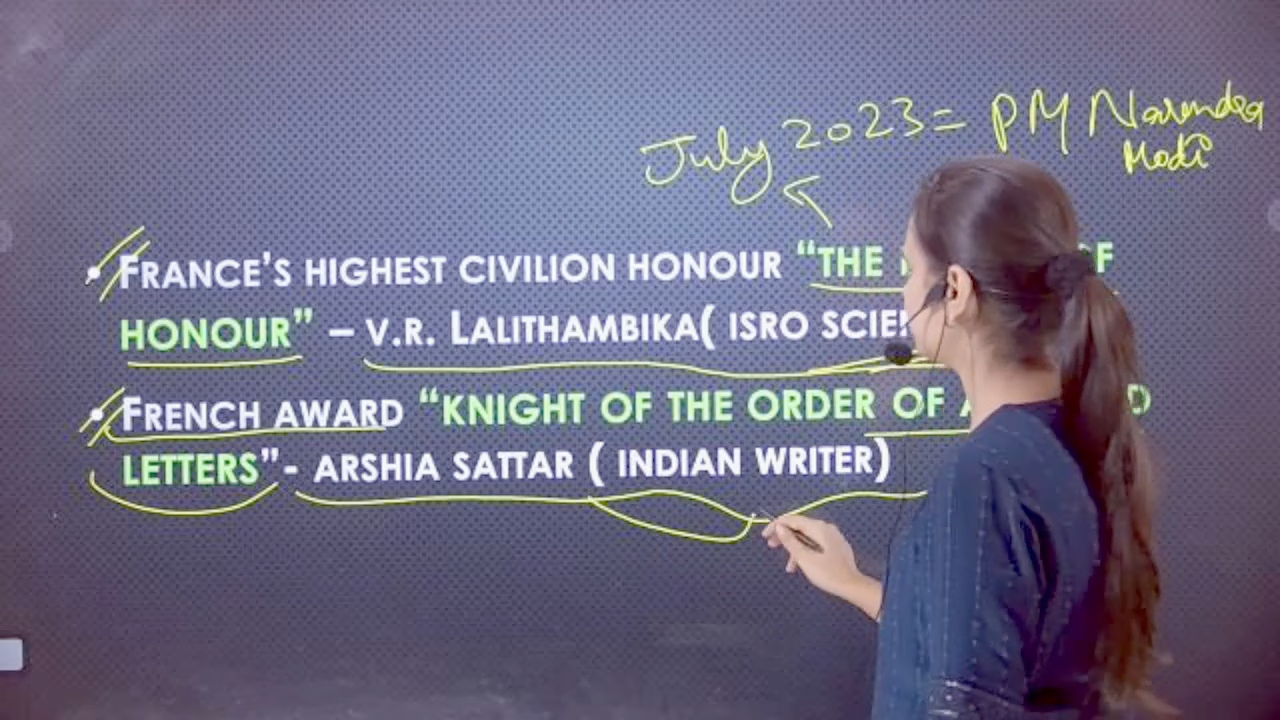 July 2023 = PM Narendra
Modi
FRANCE'S HIGHEST CIVILION HONOUR "THE OF
HONOUR" – V.R. LALITHAMBIKA( ISRO
FRENCH AWARD "KNIGHT OF THE ORDER OF
LETTERS"- ARSHIA SATTAR ( INDIAN WRITER)